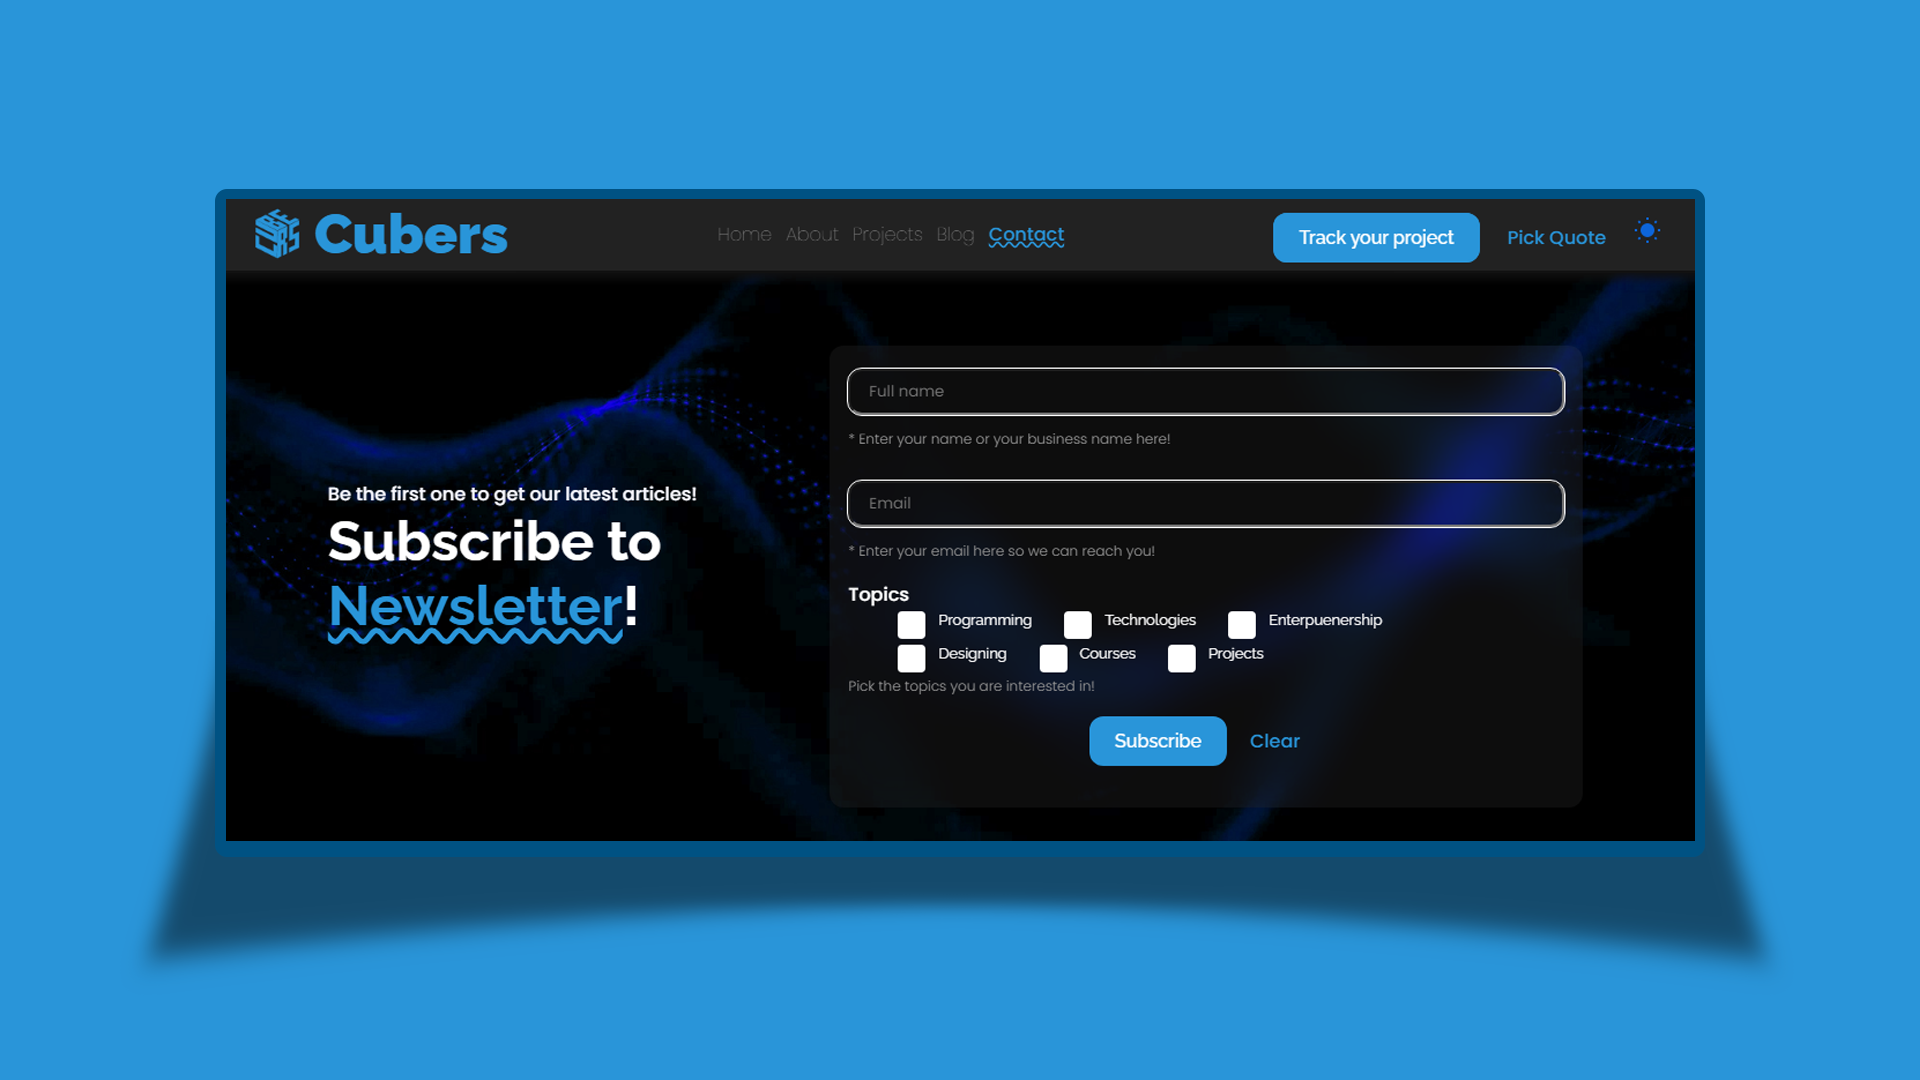 Cubers
Home About Projects Blog Contact
Track your project
Pick Quote
Be the first one to get our latest articles!
Subscribe to
Newsletter!
Full name
* Enter your name or your business name here!
Email
* Enter your email here so we can reach you!
Topics
Programming Technologies Enterpuenership
Designing Courses Projects
Pick the topics you are interested in!
Subscribe Clear